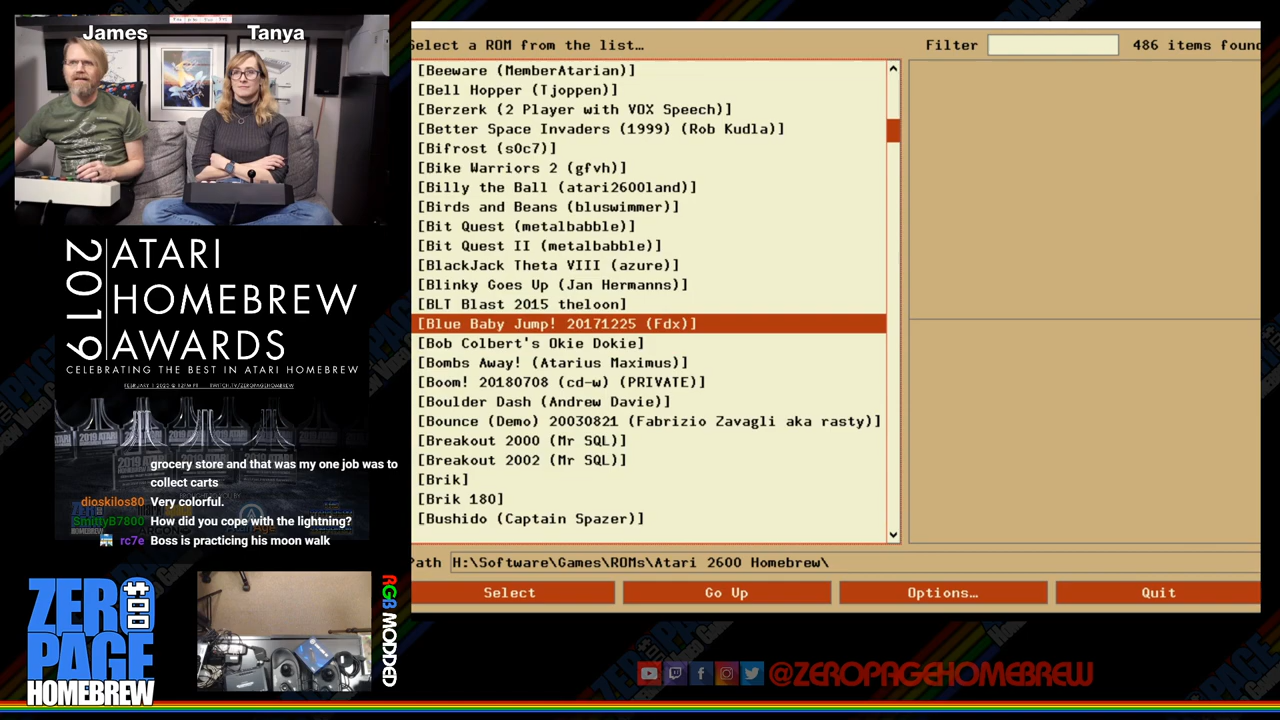 James
Tanya
2019
ATARI
HOMEBREW
AWARDS
CELEBRATING THE BEST IN ATARI HOMEBREW
2019 ATARI
grocery store and that was my one job was to
collect carts
dioskilos80 Very colorful.
SmittyB7800 How did you cope with the lightning?
rc7e Boss is practicing his moon walk
ZERO
PAGE
HOMEBREW
RGB MODDED
Select a ROM from the list…
Filter
486 items found
[Beeware (MemberAtarian)]
[Bell Hopper (Tjoppen)]
[Berzerk (2 Player with VOX Speech)]
[Better Space Invaders (1999) (Rob Kudla)]
[Bifrost (s0c7)]
[Bike Warriors 2 (gfvh)]
[Billy the Ball (atari2600land)]
[Birds and Beans (bluswimmer)]
[Bit Quest (metalbabble)]
[Bit Quest II (metalbabble)]
[BlackJack Theta VIII (azure)]
[Blinky Goes Up (Jan Hermanns)]
[BLT Blast 2015 theloon]
[Blue Baby Jump! 20171225 (Fdx)]
[Bob Colbert's Okie Dokie]
[Bombs Away! (Atarius Maximus)]
[Boom! 20180708 (cd-w) (PRIVATE)]
[Boulder Dash (Andrew Davie)]
[Bounce (Demo) 20030821 (Fabrizio Zavagli aka rasty)]
[Breakout 2000 (Mr SQL)]
[Breakout 2002 (Mr SQL)]
[Brik]
[Brik 180]
[Bushido (Captain Spazer)]
Path H:\Software\Games\ROMs\Atari 2600 Homebrew\
Select
Go Up
Options…
Quit
@ZEROPAGEHOMEBREW